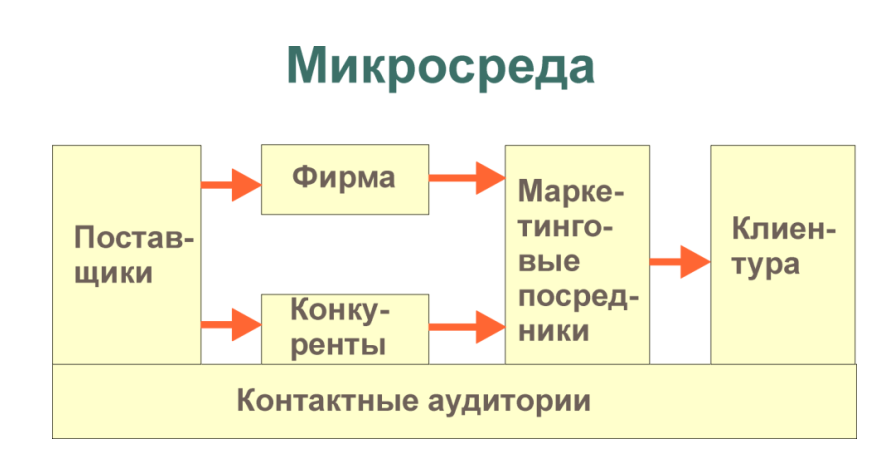 Микросреда
Постав-
щики
Фирма
Конку-
ренты
Марке-
тинго-
вые
посред-
ники
Клиен-
тура
Контактные аудитории